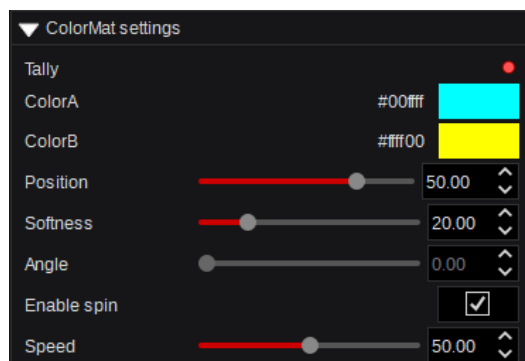 ColorMat settings
Tally
ColorA #00ffff
ColorB #ffff00
Position 50.00
Softness 20.00
Angle 0.00
Enable spin
Speed 50.00